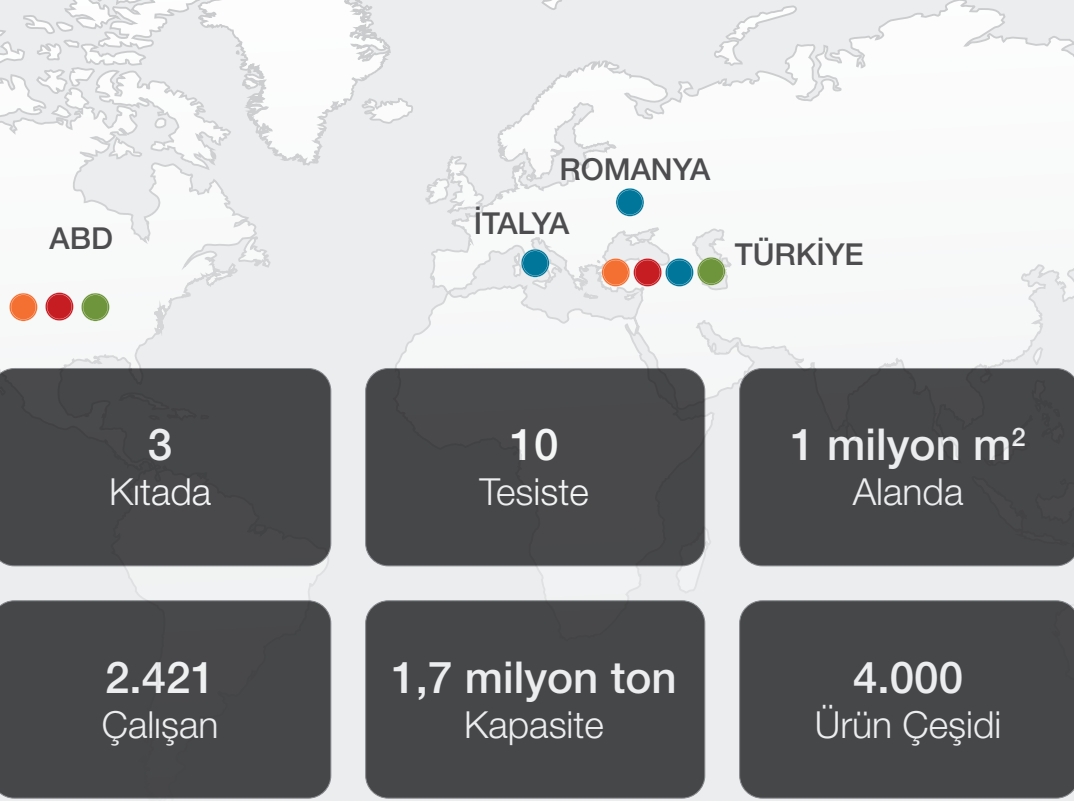 ROMANYA
İTALYA
ABD
TÜRKİYE
3
Kıtada
10
Tesiste
1 milyon m²
Alanda
2.421
Çalışan
1,7 milyon ton
Kapasite
4.000
Ürün Çeşidi